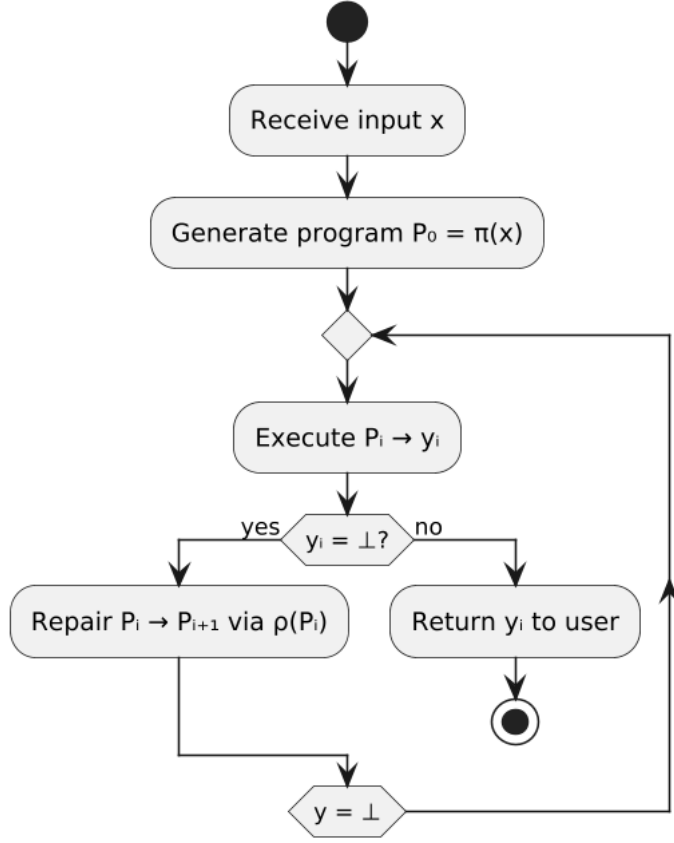 Receive input x
Generate program P₀ = π(x)
Execute Pᵢ → yᵢ
yes
yᵢ = ⊥?
no
Repair Pᵢ → Pᵢ₊₁ via ρ(Pᵢ)
Return yᵢ to user
y = ⊥